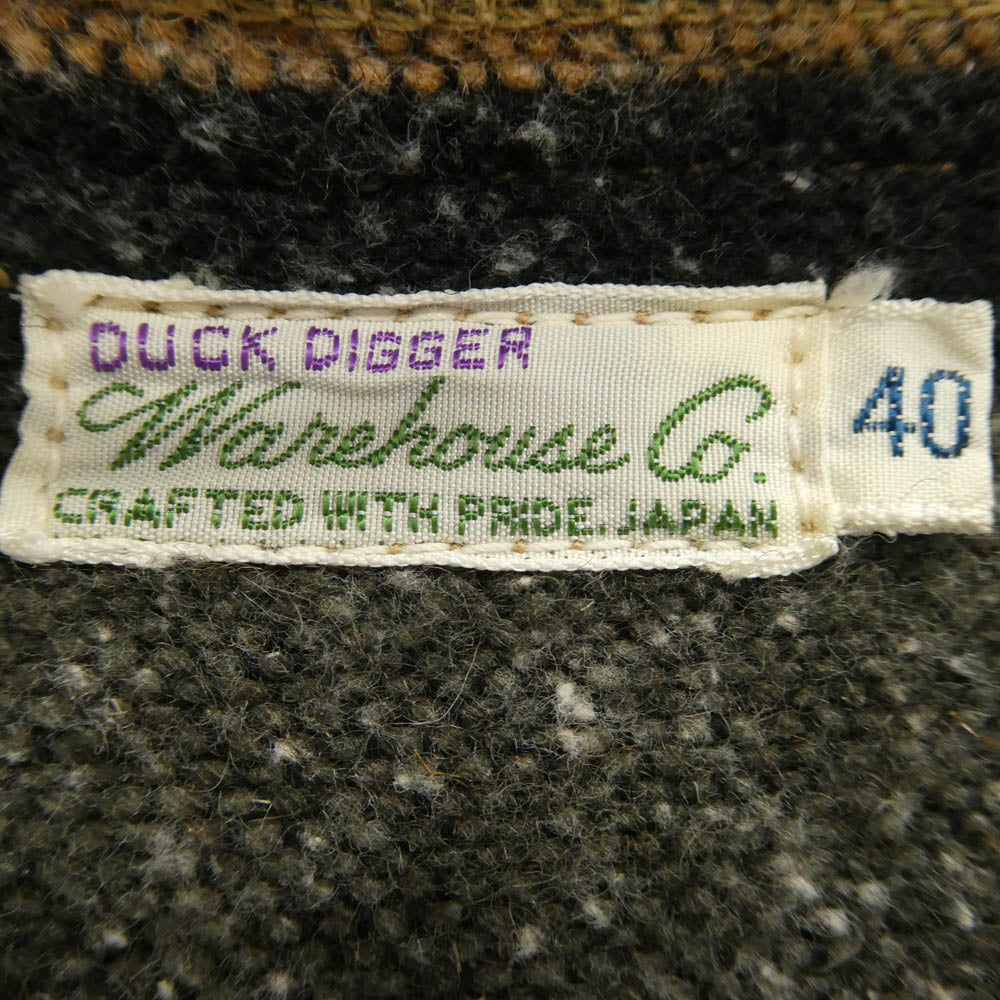 DUCK DIGGER
Warehouse Co.
CRAFTED WITH PRIDE. JAPAN
40